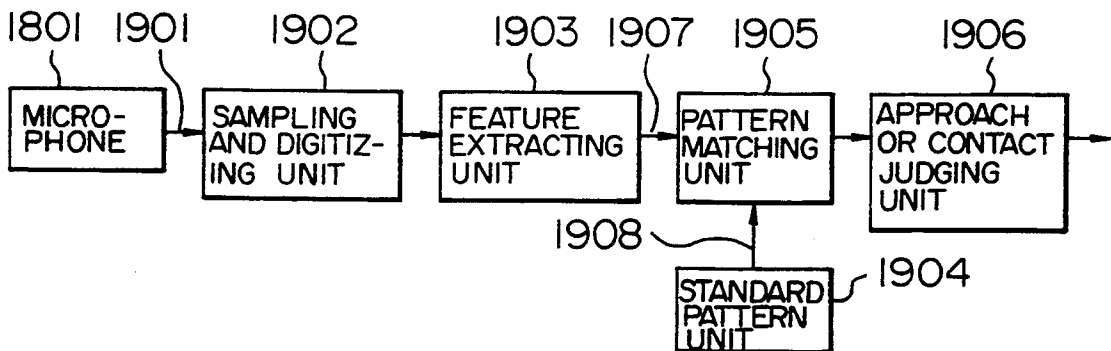 1801
1901
1902
1903
1907
1905
1906
MICRO-
PHONE
SAMPLING
AND DIGITIZ-
ING UNIT
FEATURE
EXTRACTING
UNIT
PATTERN
MATCHING
UNIT
APPROACH
OR CONTACT
JUDGING
UNIT
1908
1904
STANDARD
PATTERN
UNIT